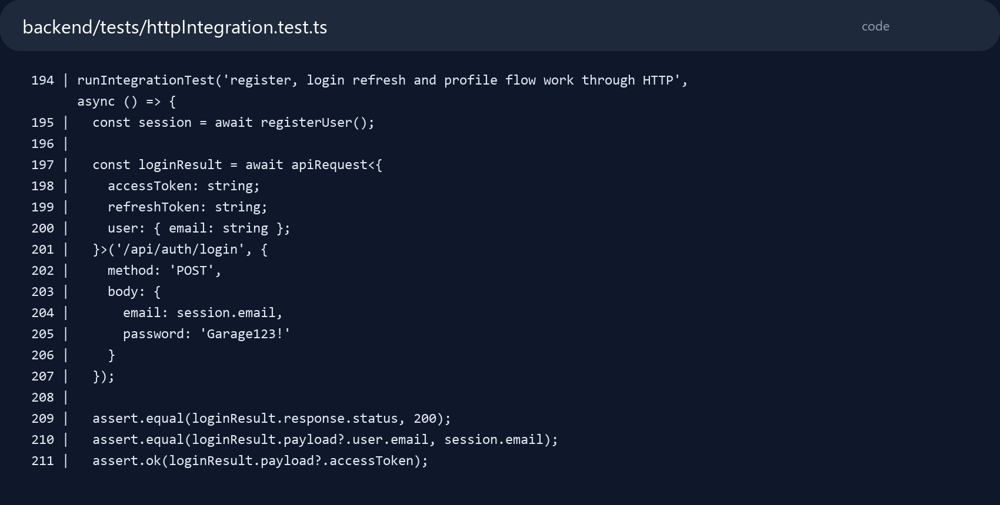 backend/tests/httpIntegration.test.ts
code
194 | runIntegrationTest('register, login refresh and profile flow work through HTTP',
async () => {
195 |   const session = await registerUser();
196 |
197 |   const loginResult = await apiRequest<{
198 |     accessToken: string;
199 |     refreshToken: string;
200 |     user: { email: string };
201 |   }>('/api/auth/login', {
202 |     method: 'POST',
203 |     body: {
204 |       email: session.email,
205 |       password: 'Garage123!'
206 |     }
207 |   });
208 |
209 |   assert.equal(loginResult.response.status, 200);
210 |   assert.equal(loginResult.payload?.user.email, session.email);
211 |   assert.ok(loginResult.payload?.accessToken);